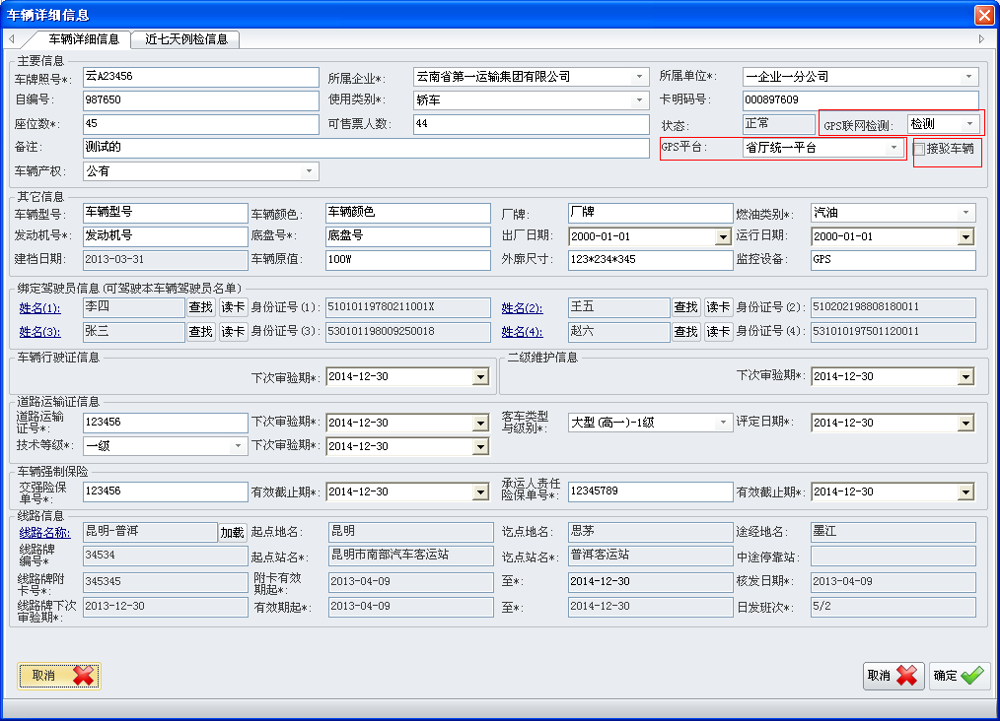 车辆详细信息
车辆详细信息 近七天例检信息
主要信息
车牌照号*: 云A23456 所属企业*: 云南省第一运输集团有限公司 所属单位*: 一企业一分公司
自编号: 987650 使用类别*: 轿车 卡明码号: 000897609
座位数*: 45 可售票人数: 44 状态: 正常 GPS联网检测: 检测
备注: 测试的 GPS平台: 省厅统一平台 接驳车辆
车辆产权: 公有
其它信息
车辆型号: 车辆型号 车辆颜色: 车辆颜色 厂牌: 厂牌 燃油类别*: 汽油
发动机号*: 发动机号 底盘号*: 底盘号 出厂日期: 2000-01-01 运行日期: 2000-01-01
建档日期: 2013-03-31 车辆原值: 100W 外廓尺寸: 123*234*345 监控设备: GPS
绑定驾驶员信息(可驾驶本车辆驾驶员名单)
姓名(1): 李四 查找 读卡 身份证号(1): 51010119780211001X 姓名(2): 王五 查找 读卡 身份证号(2): 510202198808180011
姓名(3): 张三 查找 读卡 身份证号(3): 530101198009250018 姓名(4): 赵六 查找 读卡 身份证号(4): 531010197501120011
车辆行驶证信息 二级维护信息
下次审验期*: 2014-12-30 下次审验期*: 2014-12-30
道路运输证信息
道路运输
证号*: 123456 下次审验期*: 2014-12-30 客车类型
与级别*: 大型(高一)-1级 评定日期*: 2014-12-30
技术等级*: 一级 下次审验期*: 2014-12-30
车辆强制保险
交强险保
单号*: 123456 有效截止期*: 2014-12-30 承运人责任
险保单号*: 12345789 有效截止期*: 2014-12-30
线路信息
线路名称: 昆明-普洱 加载 起点地名: 昆明 讫点地名: 思茅 途经地名: 墨江
线路牌
编号* 34534 起点站名*: 昆明市南部汽车客运站 讫点站名*: 普洱客运站 中途停靠站:
线路牌附
卡号*: 345345 附卡有效
期起*: 2013-04-09 至*: 2014-12-30 核发日期*: 2013-04-09
线路牌下次
审验期*: 2013-12-30 有效期起*: 2013-04-09 至*: 2014-12-30 日发班次*: 5/2
取消 取消 确定